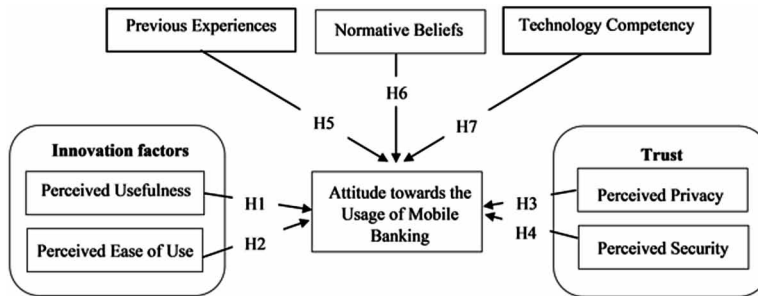 Previous Experiences
Normative Beliefs
Technology Competency
H6
H5
H7
Innovation factors
Trust
Perceived Usefulness
H1
Attitude towards the
Usage of Mobile
Banking
H3
Perceived Privacy
Perceived Ease of Use
H2
H4
Perceived Security